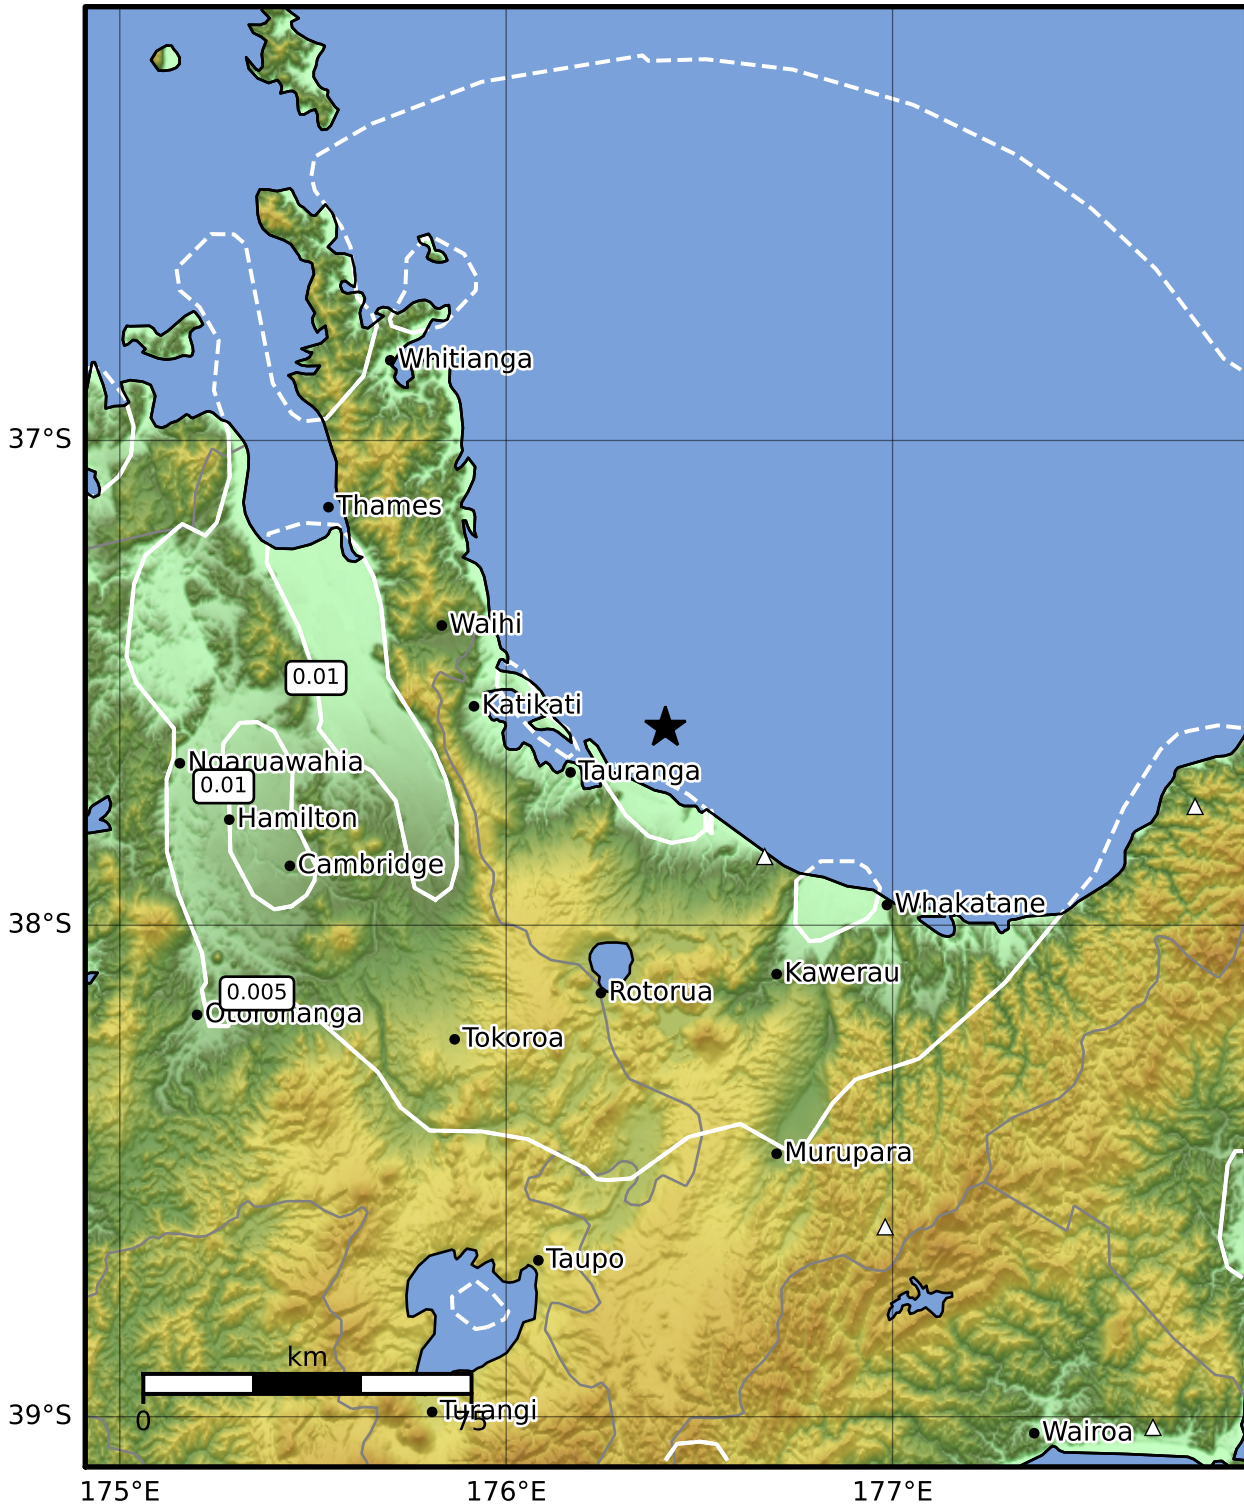 Whitianga
37°S
Thames
Waihi
0.01
Katikati
Ngaruawahia
Tauranga
0.01
Hamilton
Cambridge
Whakatane
38°S
Kawerau
Rotorua
0.005
Otorohanga
Tokoroa
Murupara
Taupo
km
0
75
Turangi
39°S
Wairoa
175°E
176°E
177°E